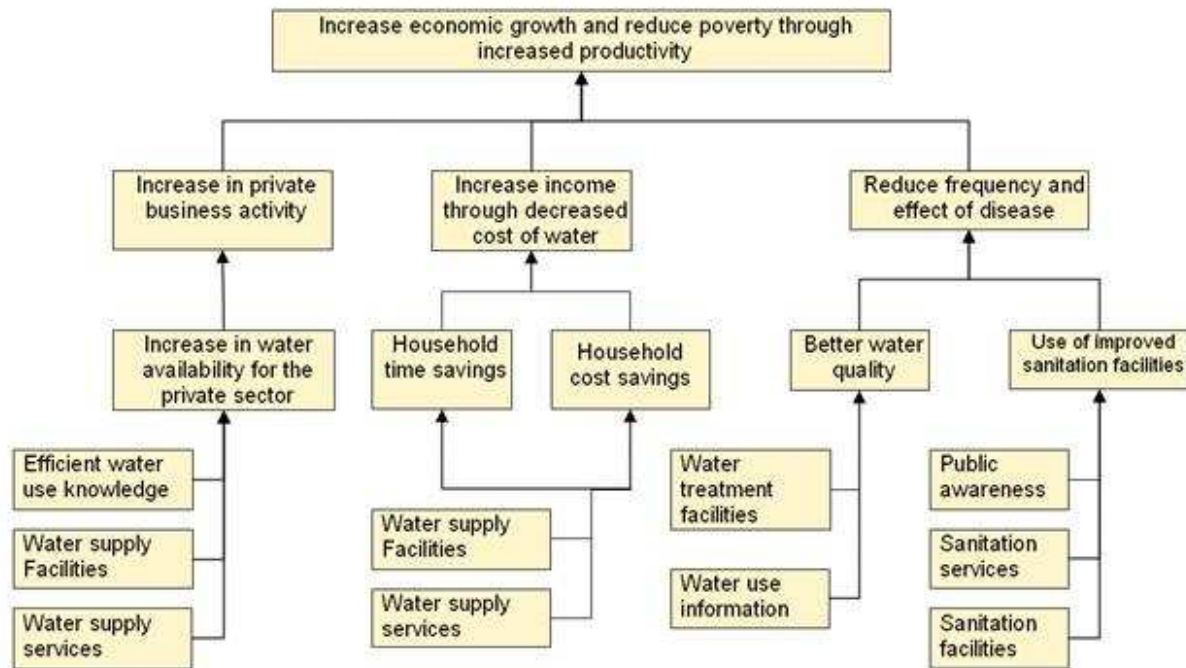 Increase economic growth and reduce poverty through
increased productivity
Increase in private
business activity
Increase income
through decreased
cost of water
Reduce frequency and
effect of disease
Increase in water
availability for the
private sector
Household
time savings
Household
cost savings
Better water
quality
Use of improved
sanitation facilities
Efficient water
use knowledge
Water supply
Facilities
Water supply
services
Water supply
Facilities
Water supply
services
Water
treatment
facilities
Water use
information
Public
awareness
Sanitation
services
Sanitation
facilities